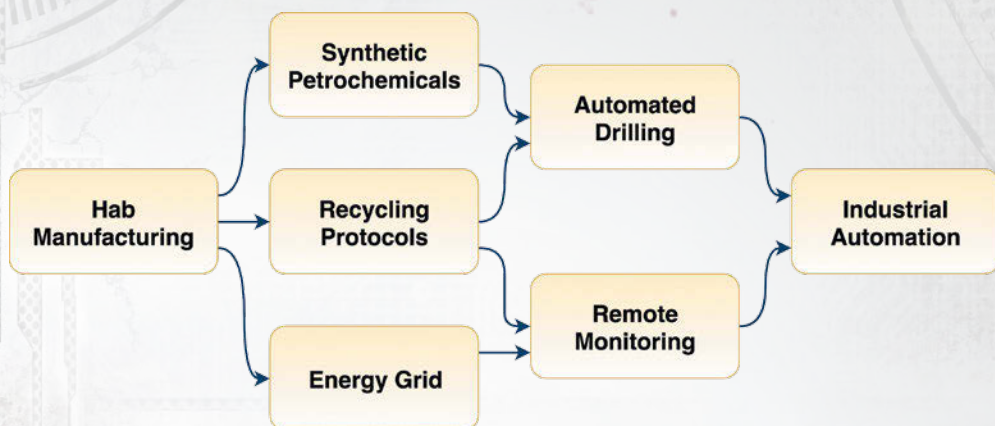 Synthetic
Petrochemicals
Automated
Drilling
Hab
Manufacturing
Recycling
Protocols
Industrial
Automation
Remote
Monitoring
Energy Grid